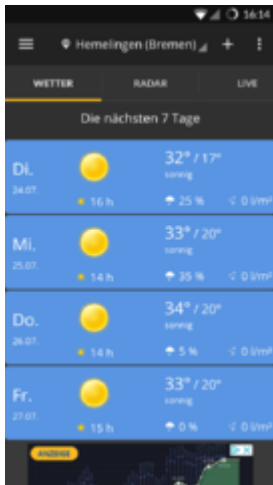 16:14
Hemelingen (Bremen)
WETTER RADAR LIVE
Die nächsten 7 Tage
Di. 32° / 17°
24.07. sonnig
16 h 25 % 0 l/m²
Mi. 33° / 20°
25.07. sonnig
14 h 35 % 0 l/m²
Do. 34° / 20°
26.07. sonnig
14 h 5 % 0 l/m²
Fr. 33° / 20°
27.07. sonnig
15 h 0 % 0 l/m²
ANZEIGE